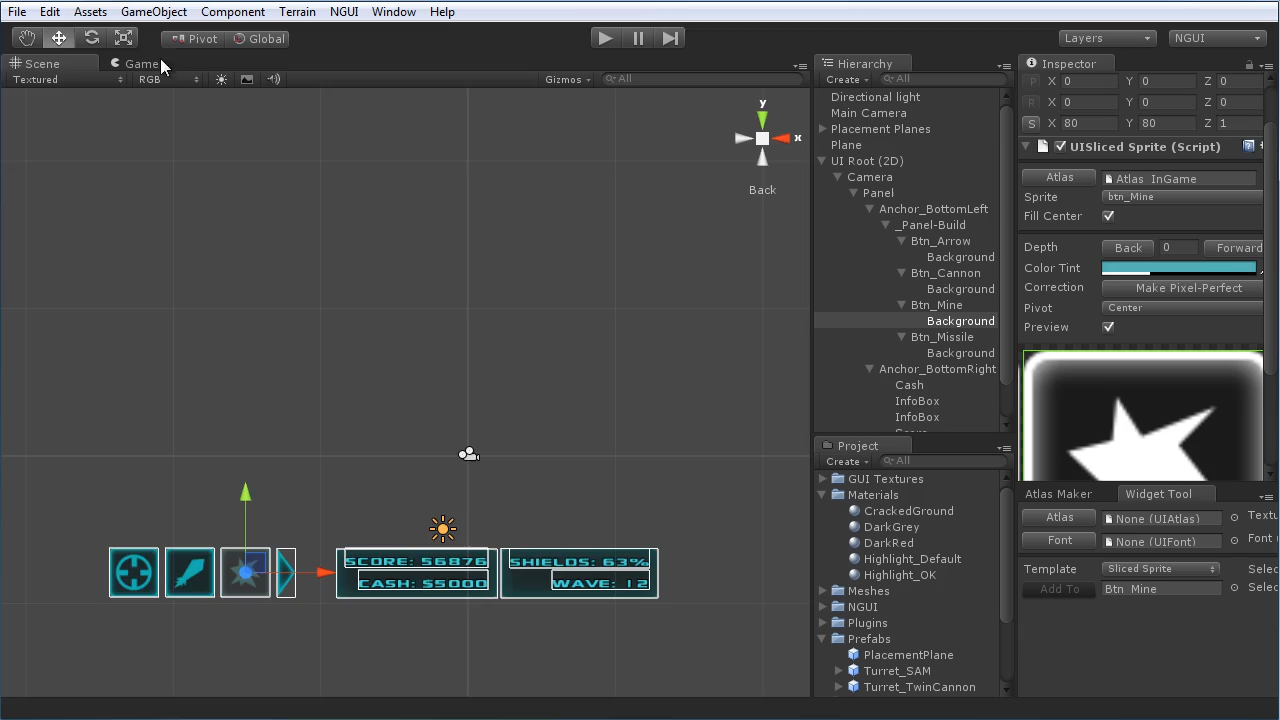 File Edit Assets GameObject Component Terrain NGUI Window Help
Pivot Global Layers NGUI
Scene Game
Textured RGB Gizmos All
y
x
Back
SCORE: 56876 SHIELDS: 63%
CASH: $5000 WAVE: 12
Hierarchy
Create All
Directional light
Main Camera
Placement Planes
Plane
UI Root (2D)
Camera
Panel
Anchor_BottomLeft
_Panel-Build
Btn_Arrow
Background
Btn_Cannon
Background
Btn_Mine
Background
Btn_Missile
Background
Anchor_BottomRight
Cash
InfoBox
InfoBox
Project
Create All
GUI Textures
Materials
CrackedGround
DarkGrey
DarkRed
Highlight_Default
Highlight_OK
Meshes
NGUI
Plugins
Prefabs
PlacementPlane
Turret_SAM
Turret_TwinCannon
Inspector
P X 0 Y 0 Z 0
R X 0 Y 0 Z 0
S X 80 Y 80 Z 1
UISliced Sprite (Script)
Atlas Atlas_InGame
Sprite btn_Mine
Fill Center
Depth Back 0 Forward
Color Tint
Correction Make Pixel-Perfect
Pivot Center
Preview
Atlas Maker Widget Tool
Atlas None (UIAtlas) Textu
Font None (UIFont) Font
Template Sliced Sprite Selec
Add To Btn_Mine Selec